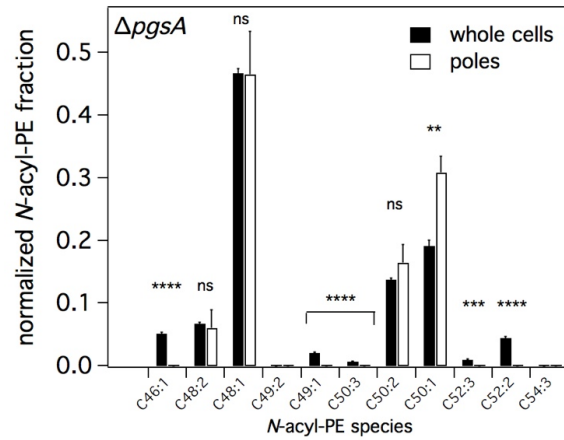 ΔpgsA
whole cells
poles
normalized N-acyl-PE fraction
0.5
0.4
0.3
0.2
0.1
0.0
ns
**
ns
****
ns
****
***
****
C46:1
C48:2
C48:1
C49:2
C49:1
C50:3
C50:2
C50:1
C52:3
C52:2
C54:3
N-acyl-PE species